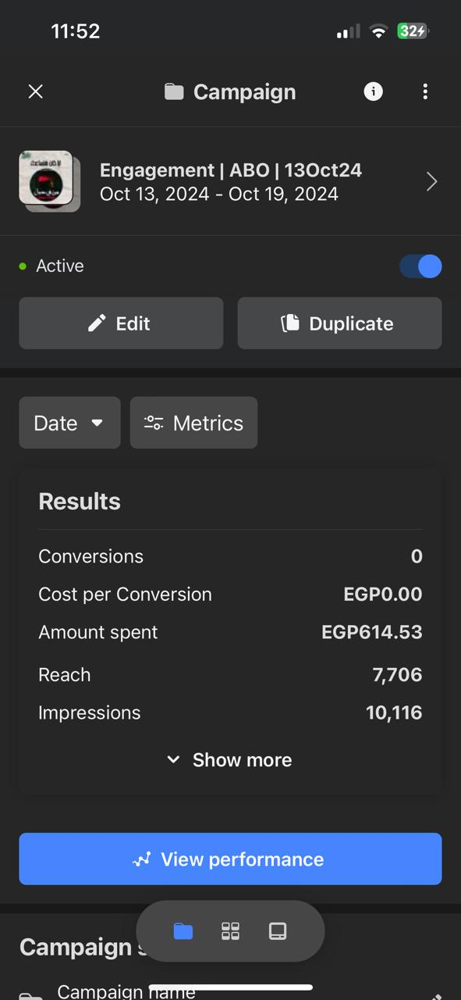 11:52
32
Campaign
Engagement | ABO | 13Oct24
Oct 13, 2024 - Oct 19, 2024
Active
Edit
Duplicate
Date
Metrics
Results
Conversions 0
Cost per Conversion EGP0.00
Amount spent EGP614.53
Reach 7,706
Impressions 10,116
Show more
View performance
Campaign
Campaign name